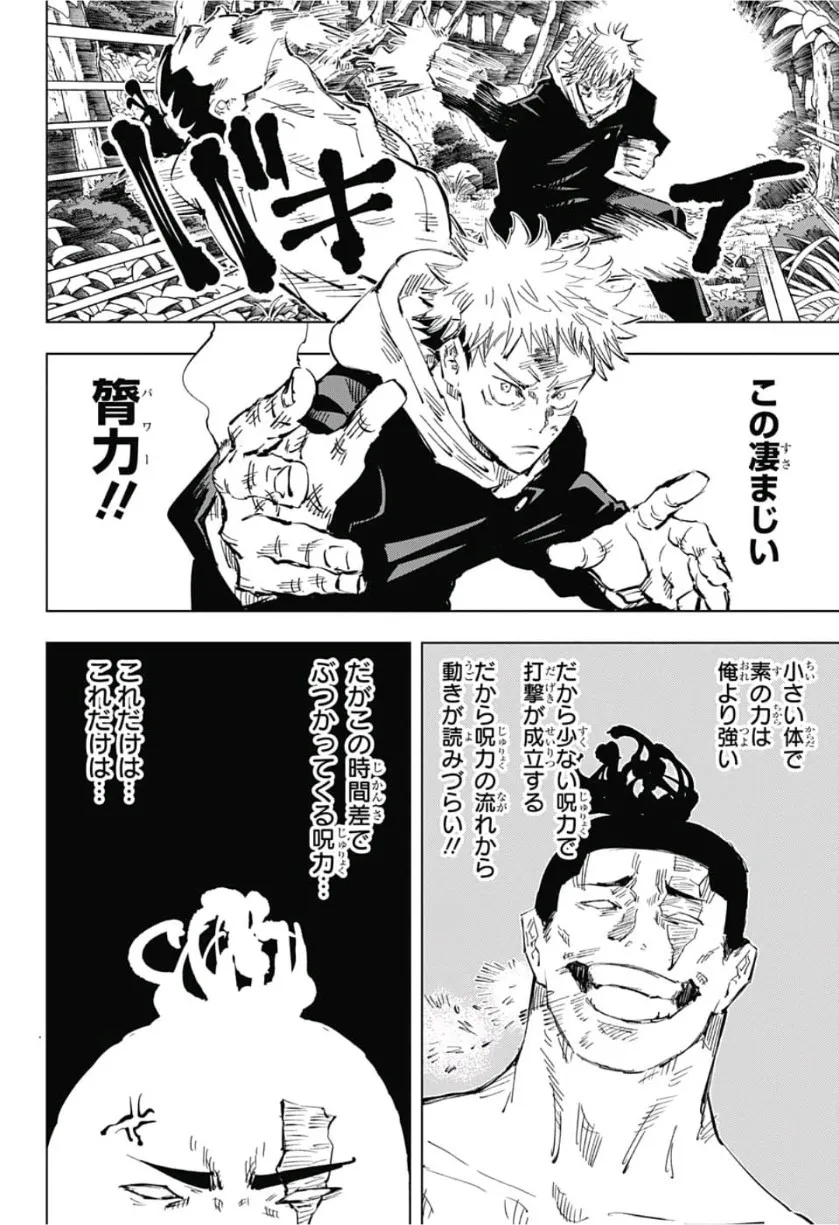 バキッ
この凄まじい
膂力!!
小さい体で
素の力は
俺より強い
だから少ない呪力で
打撃が成立する
だから呪力の流れから
動きが読みづらい!!
だがこの時間差で
ぶつかってくる呪力…
これだけは…
これだけは…